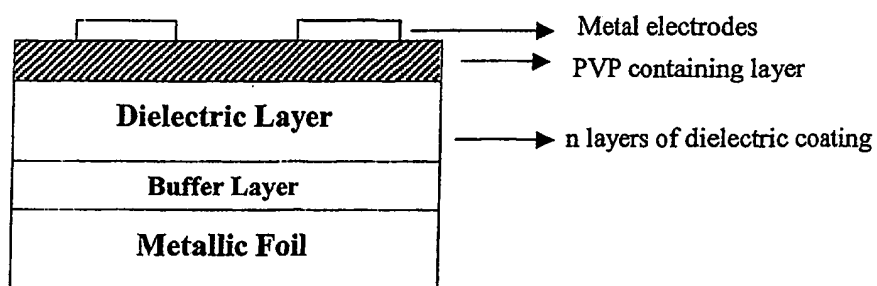 Metal electrodes
PVP containing layer
Dielectric Layer
n layers of dielectric coating
Buffer Layer
Metallic Foil